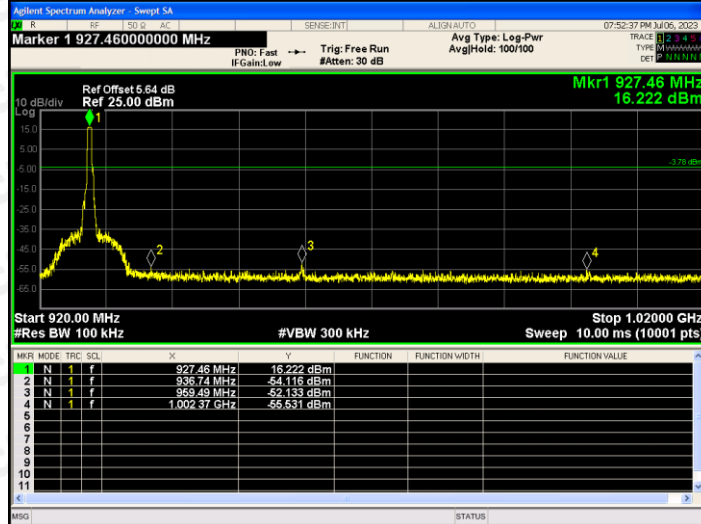 Agilent Spectrum Analyzer - Swept SA
R RF 50 Ω AC SENSE:INT ALIGN AUTO 07:52:37 PM Jul 06, 2023
Marker 1 927.460000000 MHz
Avg Type: Log-Pwr
TRACE 1 2 3 4 5
PNO: Fast Trig: Free Run Avg|Hold: 100/100
TYPE M
IFGain:Low #Atten: 30 dB
DET P N N N N
Mkr1 927.46 MHz
Ref Offset 5.64 dB
10 dB/div Ref 25.00 dBm 16.222 dBm
Log
1
15.0
5.00
-3.78 dBm
-5.00
-15.0
-25.0
-35.0
-45.0
2 3 4
-55.0
-65.0
Start 920.00 MHz Stop 1.02000 GHz
#Res BW 100 kHz #VBW 300 kHz Sweep 10.00 ms (10001 pts)
MKR MODE TRC SCL X Y FUNCTION FUNCTION WIDTH FUNCTION VALUE
1 N 1 f 927.46 MHz 16.222 dBm
2 N 1 f 936.74 MHz -54.116 dBm
3 N 1 f 959.49 MHz -52.133 dBm
4 N 1 f 1.002 37 GHz -55.531 dBm
5
6
7
8
9
10
11
MSG STATUS